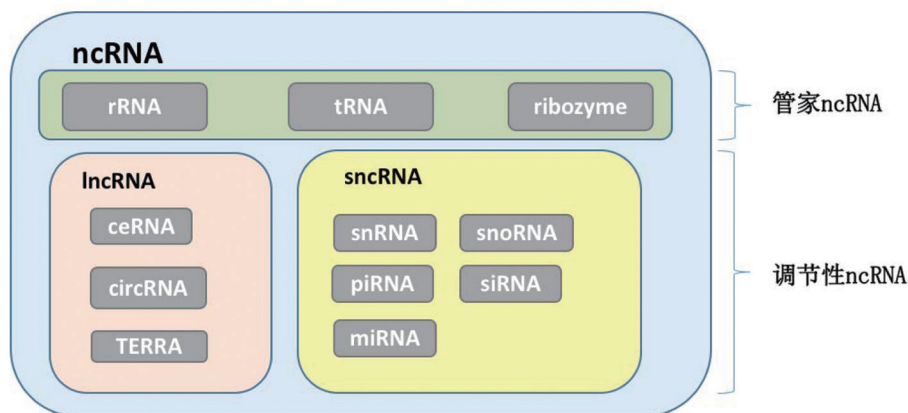 ncRNA
rRNA tRNA ribozyme
管家ncRNA
lncRNA
ceRNA
circRNA
TERRA
sncRNA
snRNA snoRNA
piRNA siRNA
miRNA
调节性ncRNA